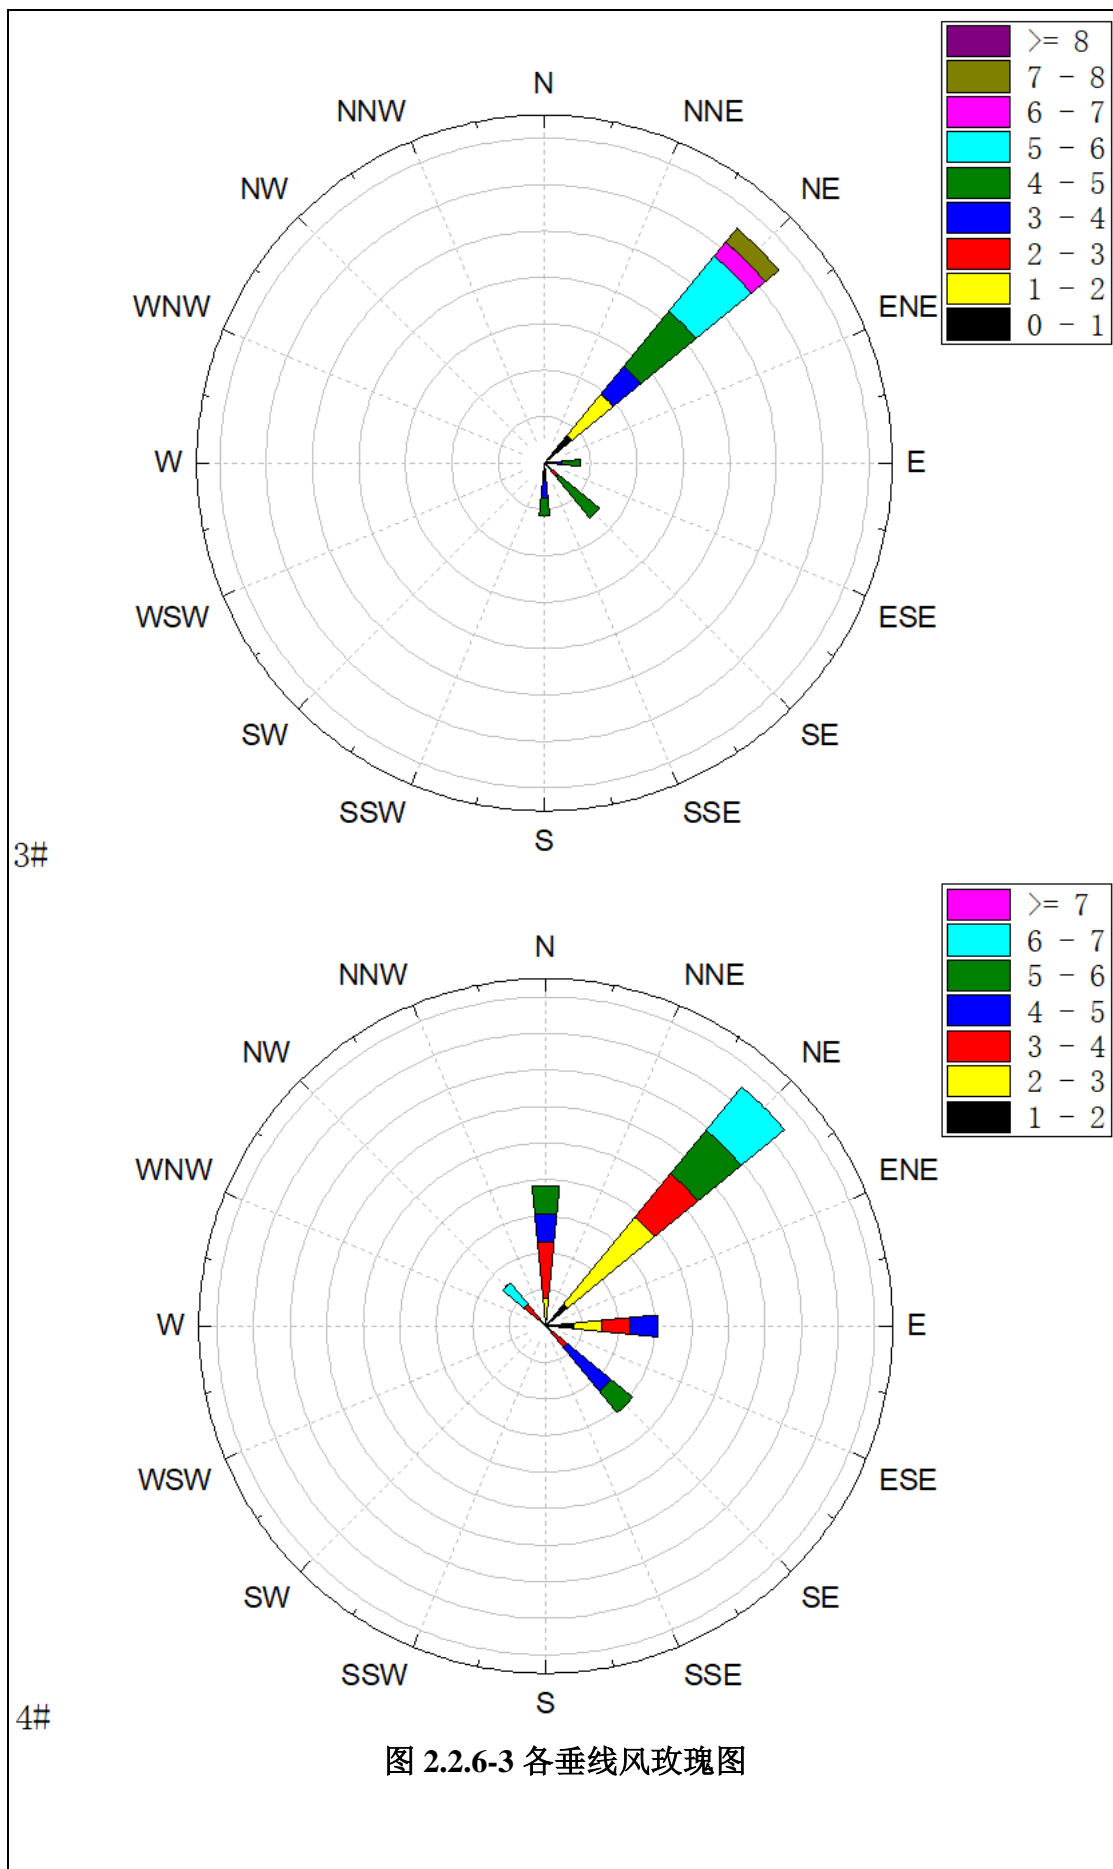 >= 8
7 - 8
6 - 7
5 - 6
4 - 5
3 - 4
2 - 3
1 - 2
0 - 1
N
NNW
NNE
NW
NE
WNW
ENE
W
E
WSW
ESE
SW
SE
SSW
SSE
S
3#
>= 7
6 - 7
5 - 6
4 - 5
3 - 4
2 - 3
1 - 2
N
NNW
NNE
NW
NE
WNW
ENE
W
E
WSW
ESE
SW
SE
SSW
SSE
S
4#
图 2.2.6-3 各垂线风玫瑰图